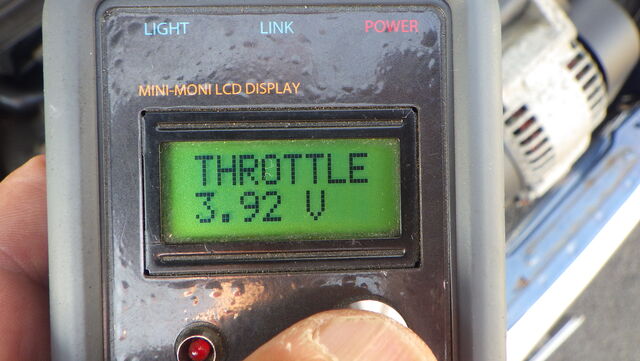 LIGHT LINK POWER
MINI-MONI LCD DISPLAY
THROTTLE
3.92 V